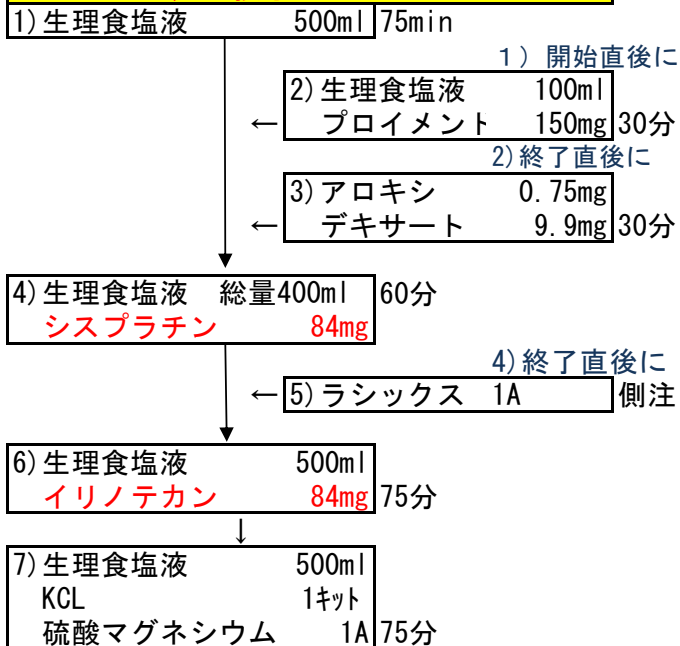 1)生理食塩液 500ml 75min
1) 開始直後に
2)生理食塩液 100ml
← プロイメント 150mg 30分
2)終了直後に
3)アロキシ 0.75mg
← デキサート 9.9mg 30分
4)生理食塩液 総量400ml 60分
シスプラチン 84mg
4)終了直後に
← 5)ラシックス 1A 側注
6)生理食塩液 500ml
イリノテカン 84mg 75分
↓
7)生理食塩液 500ml
KCL 1ｷｯﾄ
硫酸マグネシウム 1A 75分